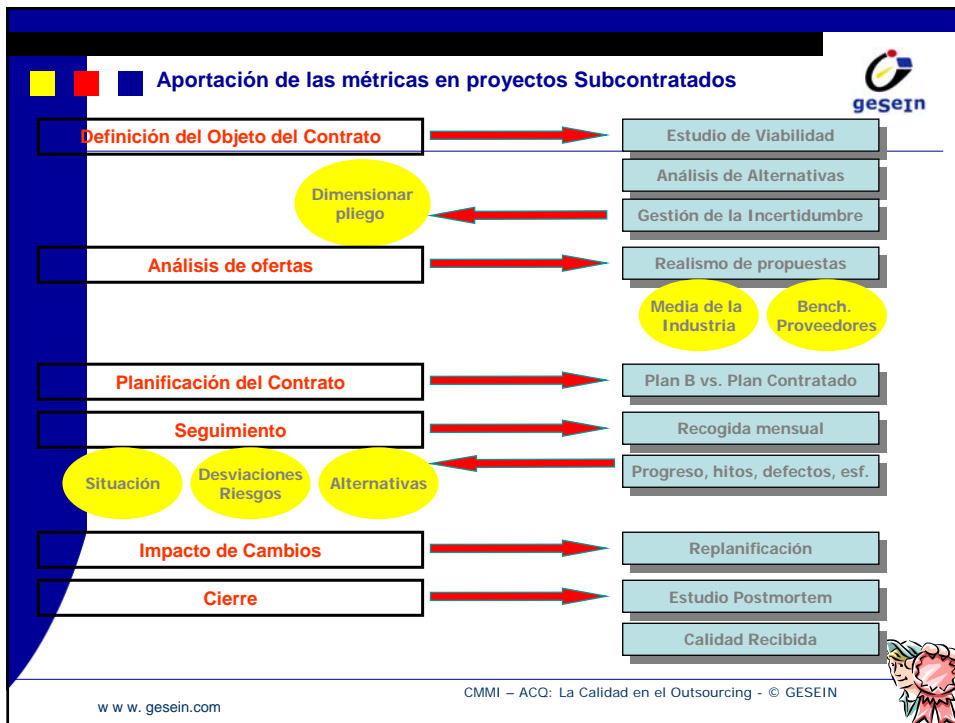 Aportación de las métricas en proyectos Subcontratados
geseIn
Definición del Objeto del Contrato
Estudio de Viabilidad
Análisis de Alternativas
Dimensionar
pliego
Gestión de la Incertidumbre
Análisis de ofertas
Realismo de propuestas
Media de la
Industria
Bench.
Proveedores
Planificación del Contrato
Plan B vs. Plan Contratado
Seguimiento
Recogida mensual
Progreso, hitos, defectos, esf.
Situación
Desviaciones
Riesgos
Alternativas
Impacto de Cambios
Replanificación
Cierre
Estudio Postmortem
Calidad Recibida
CMMI – ACQ: La Calidad en el Outsourcing - © GESEIN
w w w. gesein.com